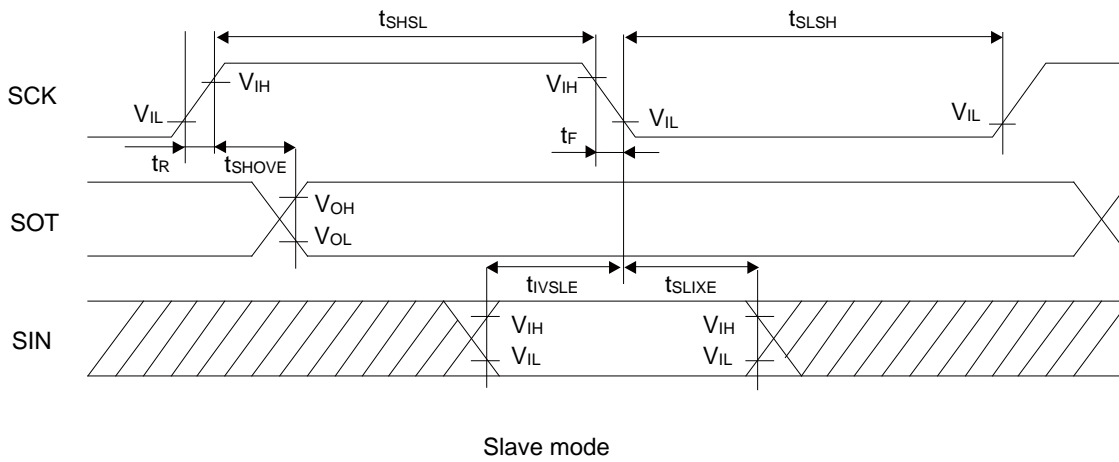 tSHSL tSLSH
SCK VIL VIH VIH VIL VIL
tR tSHOVE tF
SOT VOH
VOL
tIVSLE tSLIXE
SIN VIH VIH
VIL VIL
Slave mode